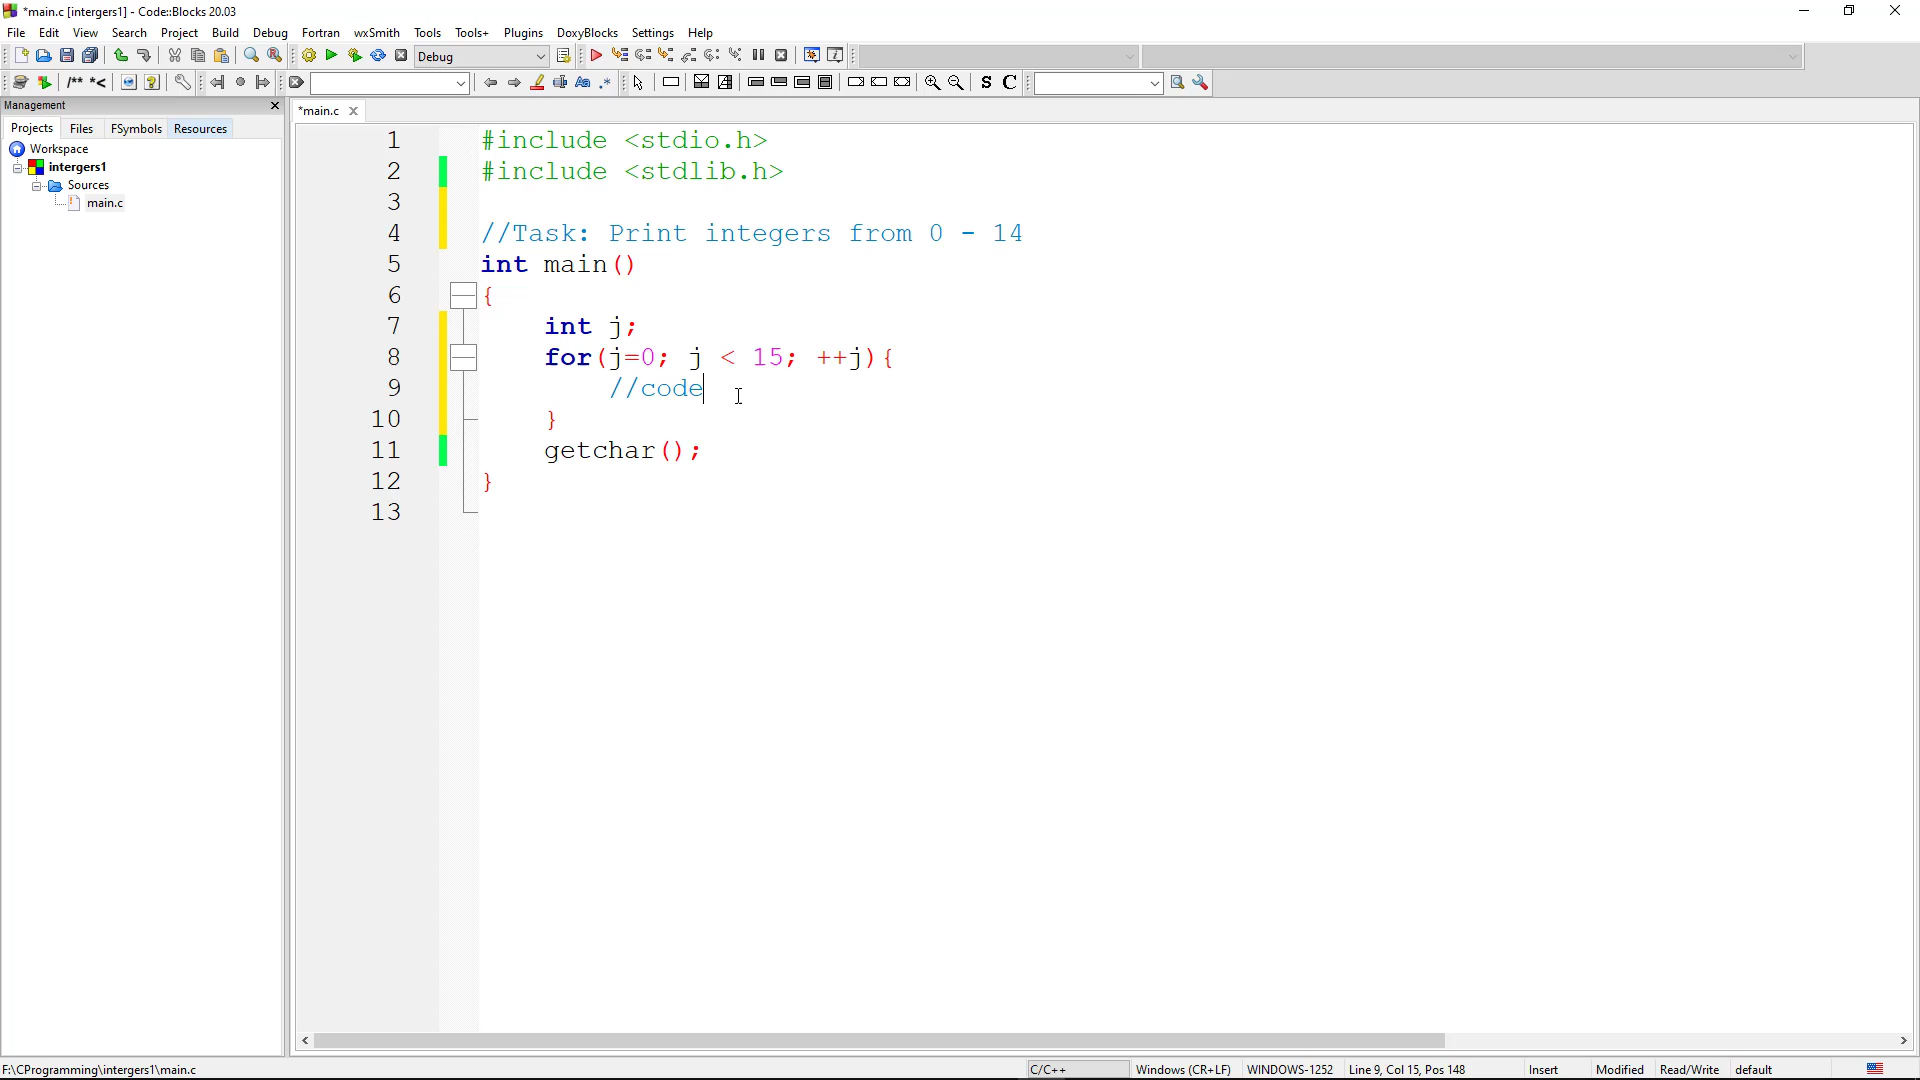 *main.c [intergers1] - Code::Blocks 20.03
File Edit View Search Project Build Debug Fortran wxSmith Tools Tools+ Plugins DoxyBlocks Settings Help
Debug
/** *<
Aa .* S C
Management
*main.c
Projects Files FSymbols Resources
Workspace
intergers1
Sources
main.c
1 #include <stdio.h>
2 #include <stdlib.h>
3
4 //Task: Print integers from 0 - 14
5 int main()
6 {
7 int j;
8 for(j=0; j < 15; ++j){
9 //code
10 }
11 getchar();
12 }
13
F:\CProgramming\intergers1\main.c C/C++ Windows (CR+LF) WINDOWS-1252 Line 9, Col 15, Pos 148 Insert Modified Read/Write default